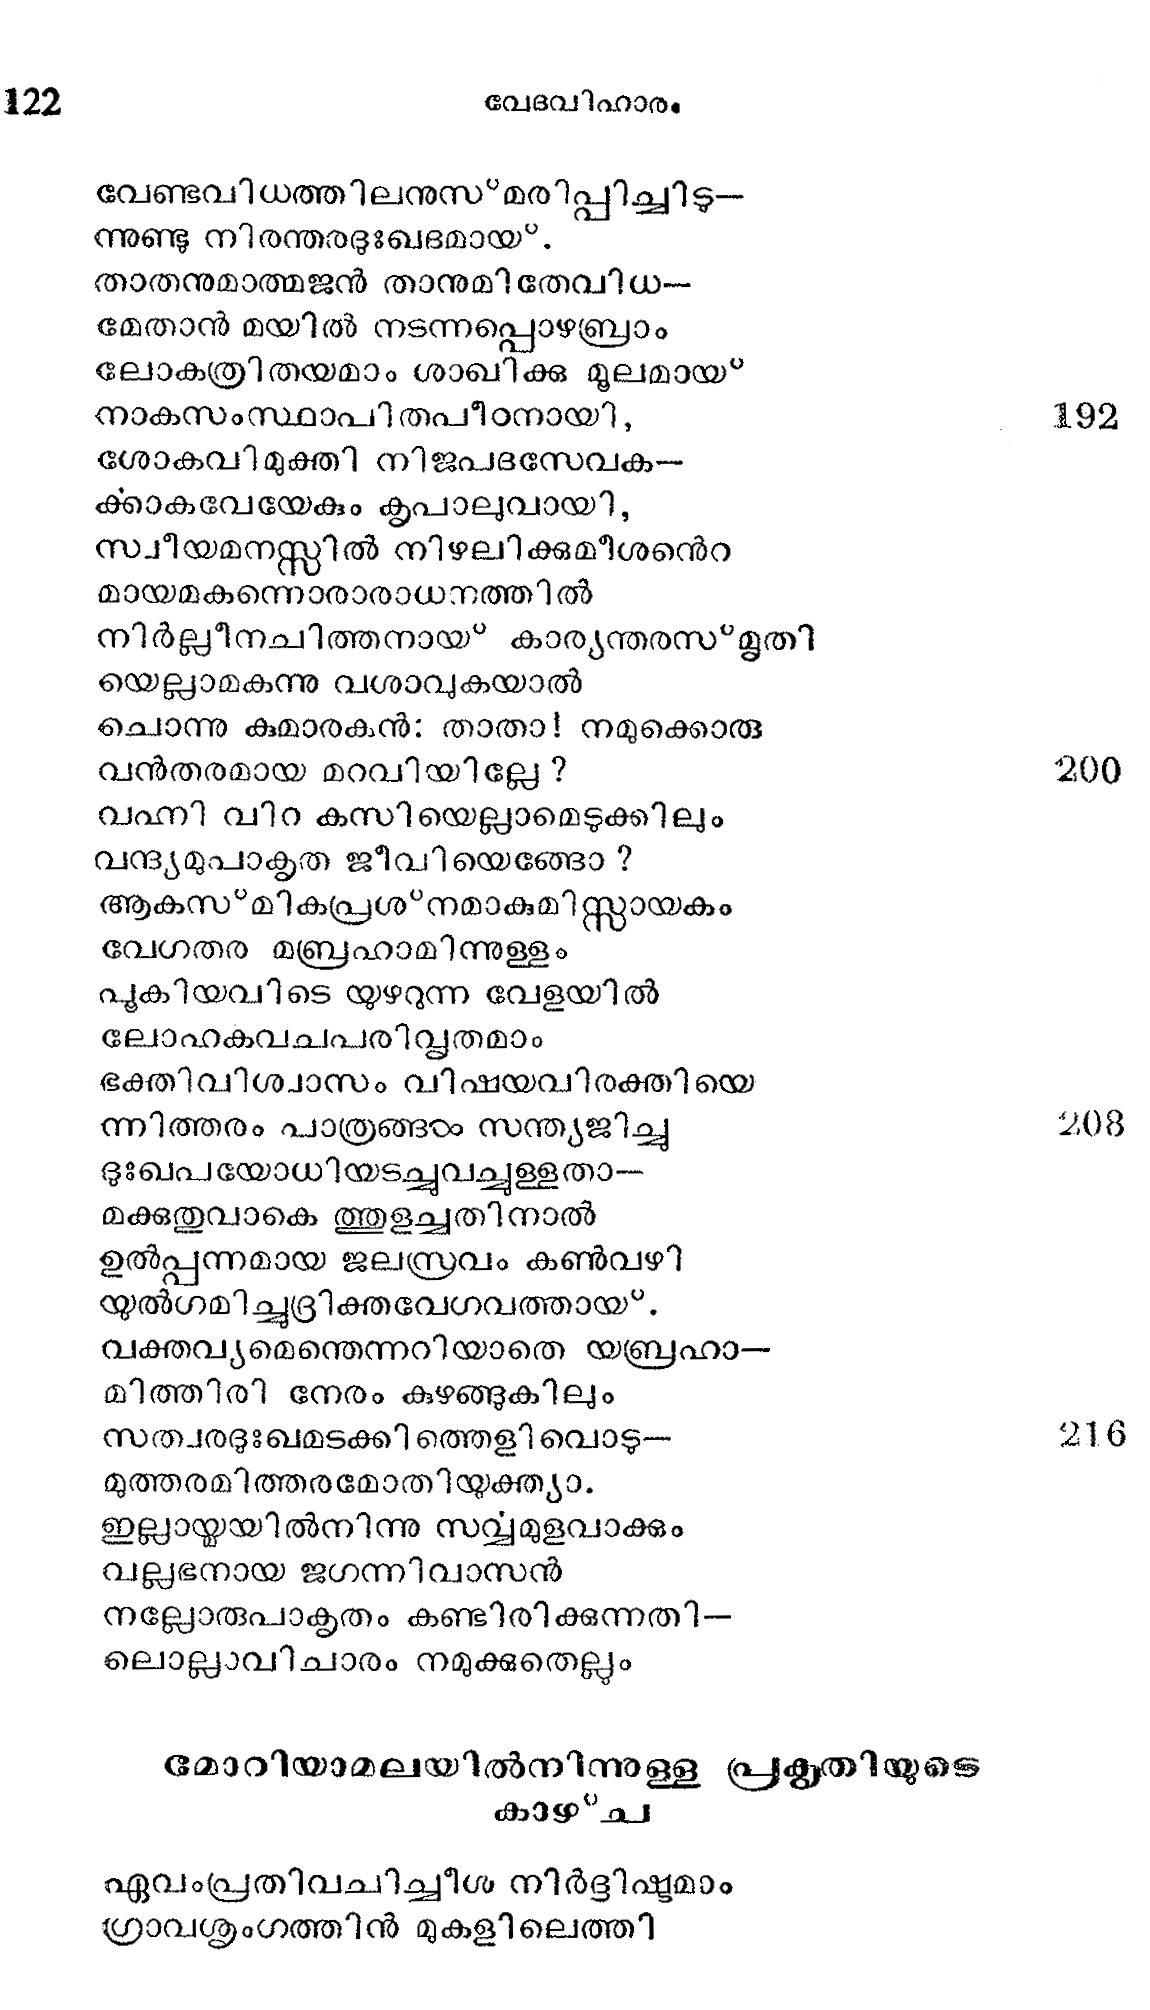 122 വേദവിഹാരം
വേണ്ടവിധത്തിലനുസ്മരിപ്പിച്ചിടു—
ന്നുണ്ടു നിരന്തരദുഃഖദമായ്.
താതനുമാത്മജൻ താനുമിതേവിധ—
മേതാൻ മയിൽ നടന്നപ്പൊഴബ്രാം
ലോകത്രിതയമാം ശാഖിക്കു മൂലമായ്
നാകസംസ്ഥാപിതപീഠനായി, 192
ശോകവിമുക്തി നിജപദസേവക—
ർക്കാകവേയേകും കൃപാലുവായി,
സ്വീയമനസ്സിൽ നിഴലിക്കുമീശൻെറ
മായമകന്നൊരാരാധനത്തിൽ
നിർല്ലീനചിത്തനായ് കാര്യന്തരസ്മൃതി
യെല്ലാമകന്നു വശാവുകയാൽ
ചൊന്നു കുമാരകൻ: താതാ! നമുക്കൊരു
വൻതരമായ മറവിയില്ലേ? 200
വഹ്നി വിറ കസിയെല്ലാമെടുക്കിലും
വന്ദ്യമുപാകൃത ജീവിയെങ്ങോ?
ആകസ്മികപ്രശ്നമാകുമിസ്സായകം
വേഗതര മബ്രഹാമിന്നുള്ളം
പൂകിയവിടെ യുഴറുന്ന വേളയിൽ
ലോഹകവചപരിവൃതമാം
ഭക്തിവിശ്വാസം വിഷയവിരക്തിയെ
ന്നിത്തരം പാത്രങ്ങൾ സന്ത്യജിച്ചു 208
ദുഃഖപയോധിയടച്ചുവച്ചുള്ളതാ—
മക്കുതുവാകെ ത്തുളച്ചതിനാൽ
ഉൽപ്പന്നമായ ജലസ്രവം കൺവഴി
യുൽഗമിച്ചുദ്രിക്തവേഗവത്തായ്.
വക്തവ്യമെന്തെന്നറിയാതെ യബ്രഹാ—
മിത്തിരി നേരം കുഴങ്ങുകിലും
സത്വരദുഃഖമടക്കിത്തെളിവൊടു— 216
മുത്തരമിത്തരമോതിയുക്ത്യാ.
ഇല്ലായ്മയിൽനിന്നു സർവ്വമുളവാക്കും
വല്ലഭനായ ജഗന്നിവാസൻ
നല്ലോരുപാകൃതം കണ്ടിരിക്കുന്നതി—
ലൊല്ലാവിചാരം നമുക്കുതെല്ലും
മോറിയാമലയിൽനിന്നുള്ള പ്രകൃതിയുടെ
കാഴ്ച
ഏവംപ്രതിവചിച്ചീശ നിർദ്ദിഷ്ടമാം
ഗ്രാവശൃംഗത്തിൻ മുകളിലെത്തി